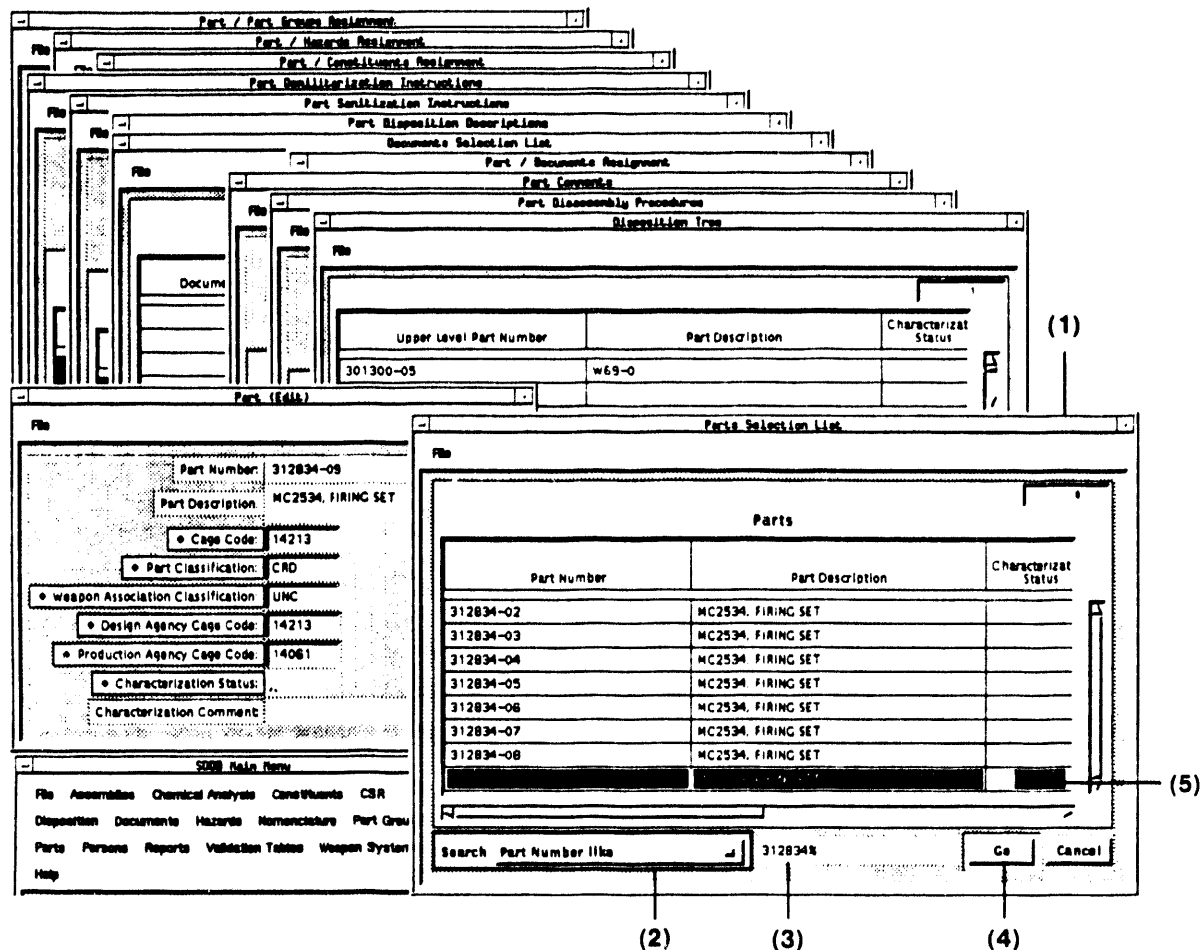 Part / Part Groups Assignment
Part / Hazards Assignment
Part / Constituents Assignment
Part Demilitarization Instructions
Part Sanitization Instructions
Part Disposition Descriptions
Documents Selection List
Part / Documents Assignment
Part Comments
Part Disassembly Procedures
Disposition Tree
File
File
File
File
File
File
File
Docume
Upper Level Part Number
Part Description
Characterizat
Status
301300-05
W69-0
(1)
Part (Edit)
File
Part Number: 312834-09
Part Description: MC2534, FIRING SET
Cage Code: 14213
Part Classification: CRD
Weapon Association Classification: UNC
Design Agency Cage Code: 14213
Production Agency Cage Code: 14061
Characterization Status:
Characterization Comment:
Parts Selection List
File
Parts
Part Number
Part Description
Characterizat
Status
312834-02 MC2534, FIRING SET
312834-03 MC2534, FIRING SET
312834-04 MC2534, FIRING SET
312834-05 MC2534, FIRING SET
312834-06 MC2534, FIRING SET
312834-07 MC2534, FIRING SET
312834-08 MC2534, FIRING SET
(5)
Search Part Number like 312834% Go Cancel
(2) (3) (4)
Main Menu
File Assemblies Chemical Analysis Constituents CSR
Disposition Documents Hazards Nomenclature Part Grou
Parts Persons Reports Validation Tables Weapon System
Help